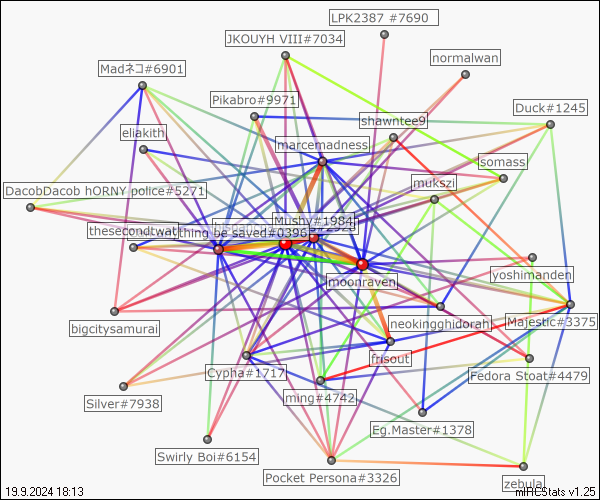 LPK2387 #7690
JKOUYH VIII#7034
normalwan
Madネコ#6901
Pikabro#9971
Duck#1245
shawntee9
eliakith
marcemadness
somass
mukszi
DacobDacob hORNY police#5271
Mushy#1984
thesecondwat
thing be saved#0396
moonraven
yoshimanden
neokingghidorah
Majestic#3375
bigcitysamurai
frisout
Cypha#1717
Fedora Stoat#4479
ming#4742
Silver#7938
Eg.Master#1378
Swirly Boi#6154
Pocket Persona#3326
zebula
19.9.2024 18:13
mIRCStats v1.25